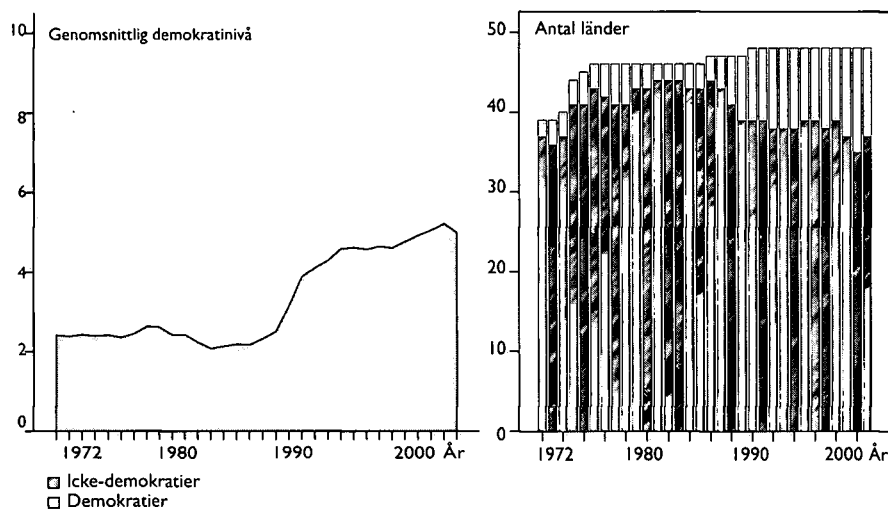 Genomsnittlig demokratinivå
10
8
6
4
2
0
1972 1980 1990 2000 År
Antal länder
50
40
30
20
10
0
1972 1980 1990 2000 År
Icke-demokratier
Demokratier